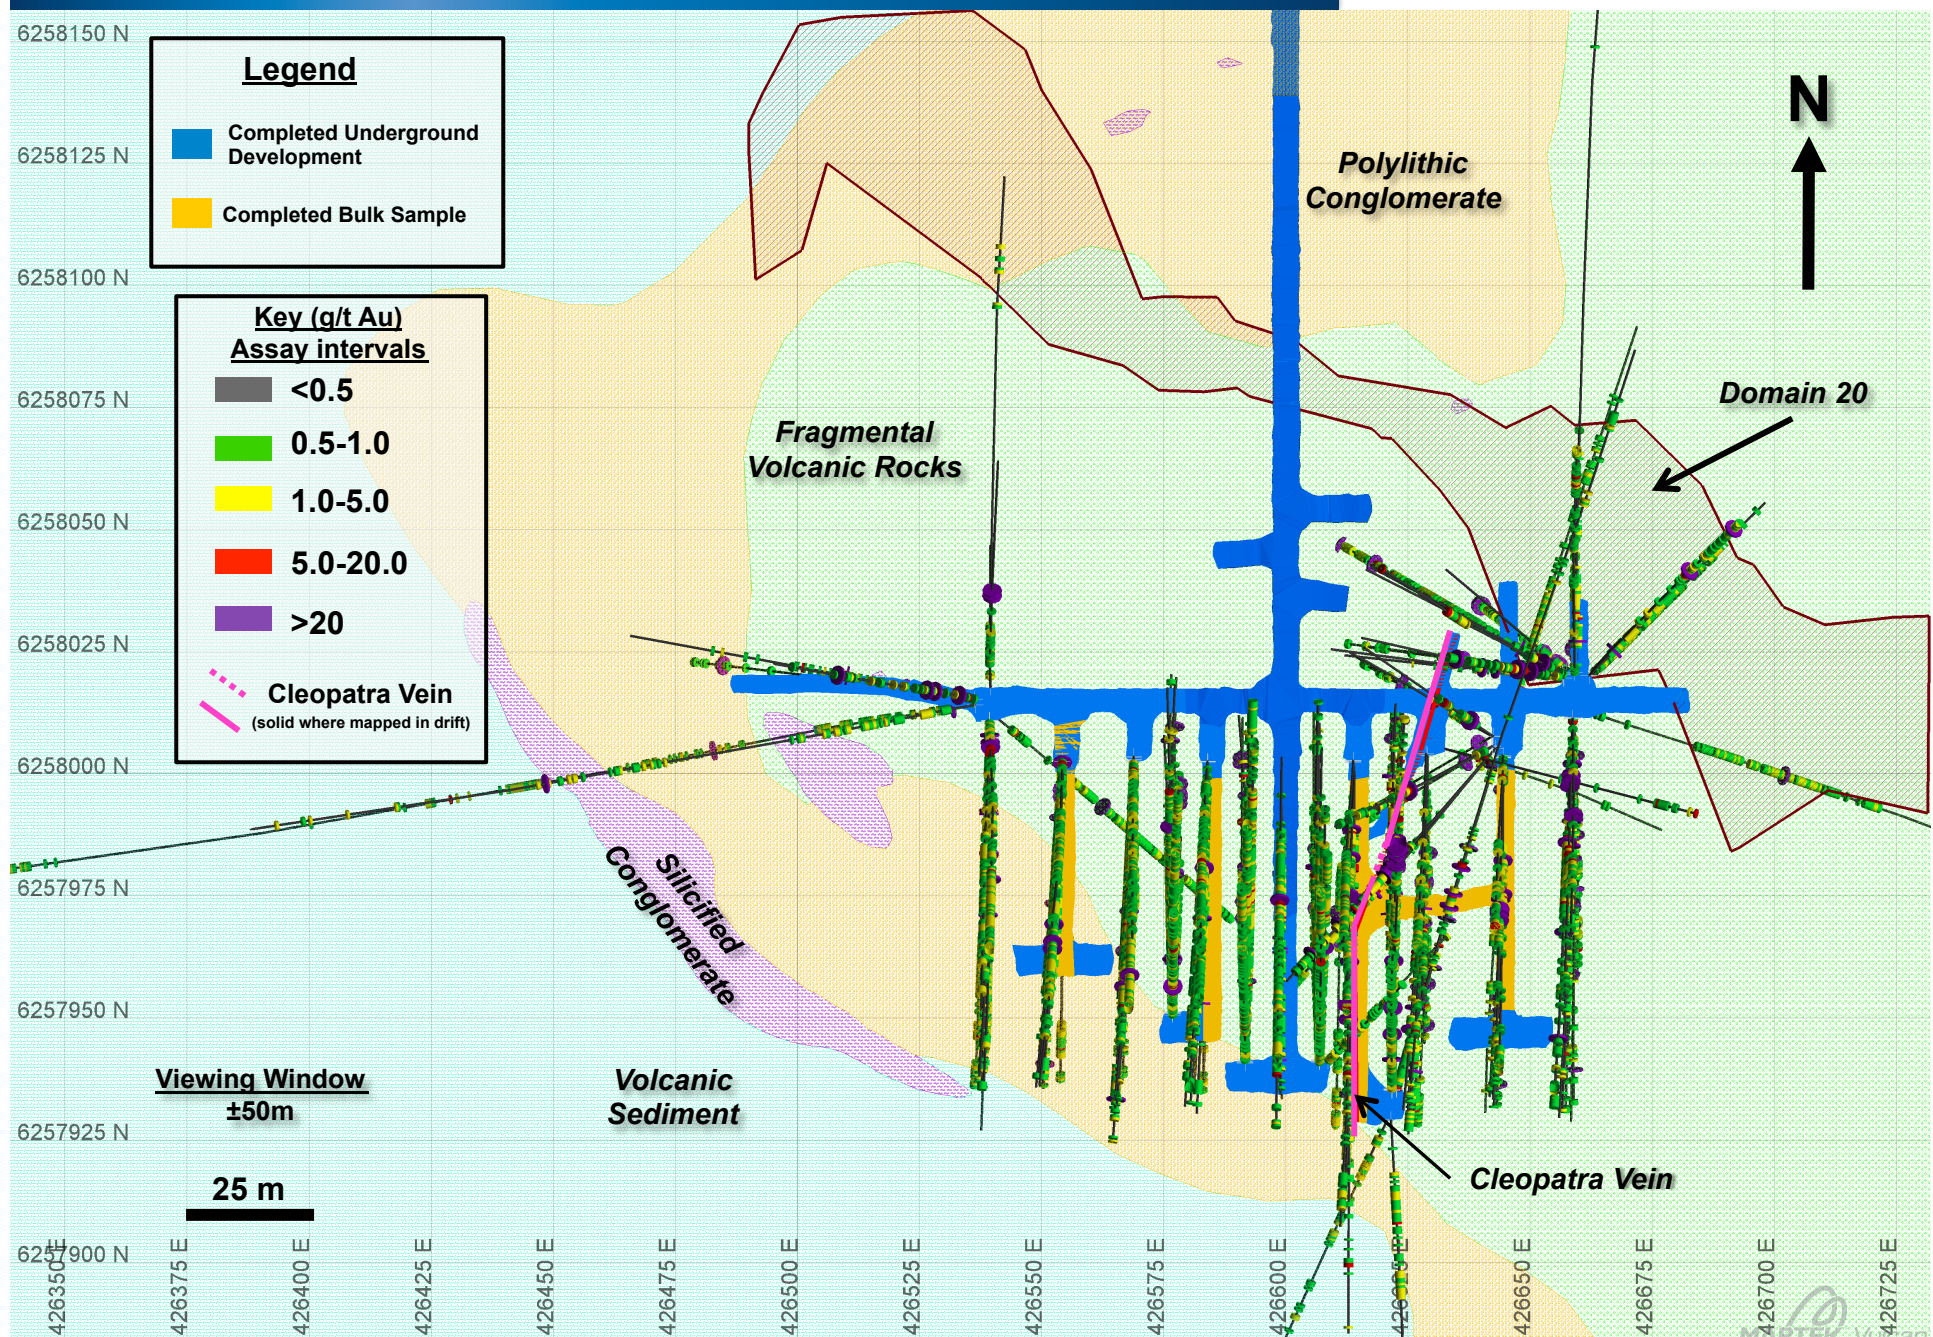 6258150 N
6258125 N
6258100 N
6258075 N
6258050 N
6258025 N
6258000 N
6257975 N
6257950 N
6257925 N
6257900 N
Legend
Completed Underground
Development
Completed Bulk Sample
Key (g/t Au)
Assay intervals
<0.5
0.5-1.0
1.0-5.0
5.0-20.0
>20
Cleopatra Vein
(solid where mapped in drift)
N
Polylithic
Conglomerate
Domain 20
Fragmental
Volcanic Rocks
Silicified
Conglomerate
Volcanic
Sediment
Viewing Window
±50m
25 m
Cleopatra Vein
426350 E
426375 E
426400 E
426425 E
426450 E
426475 E
426500 E
426525 E
426550 E
426575 E
426600 E
426625 E
426650 E
426675 E
426700 E
426725 E